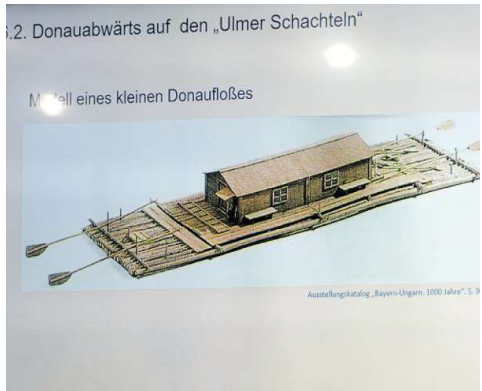 .2. Donauabwärts auf den „Ulmer Schachteln“
eines kleinen Donaufloßes
Ausstellungskatalog „Bayern-Ungarn. 1000 Jahre“. S.